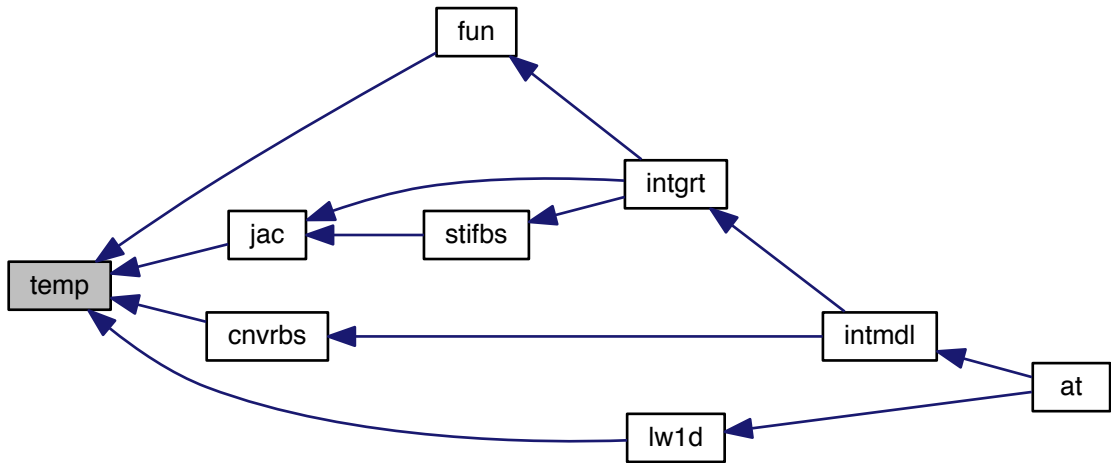 fun
intgrt
jac
stifbs
temp
cnvrbs
intmdl
at
lw1d